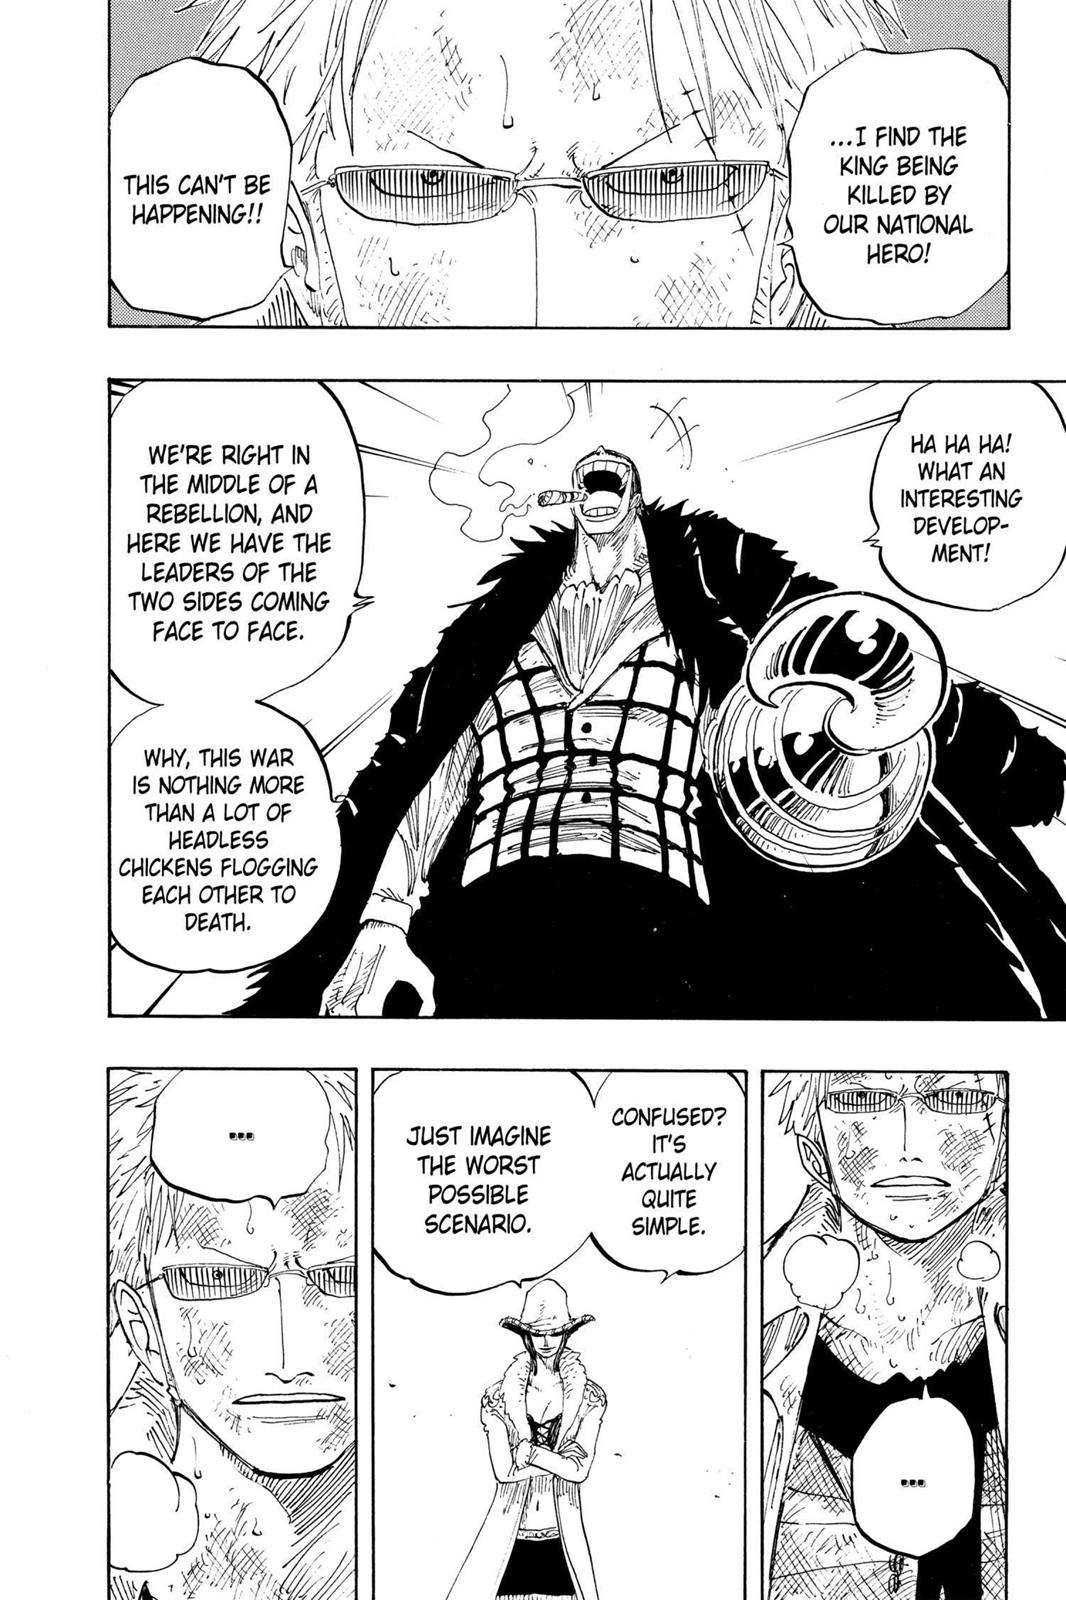 ...I FIND THE
KING BEING
KILLED BY
OUR NATIONAL
HERO!
THIS CAN'T BE
HAPPENING!!
HA HA HA!
WHAT AN
INTERESTING
DEVELOP-
MENT!
WE'RE RIGHT IN
THE MIDDLE OF A
REBELLION, AND
HERE WE HAVE THE
LEADERS OF THE
TWO SIDES COMING
FACE TO FACE.
WHY, THIS WAR
IS NOTHING MORE
THAN A LOT OF
HEADLESS
CHICKENS FLOGGING
EACH OTHER TO
DEATH.
...
CONFUSED?
IT'S
ACTUALLY
QUITE
SIMPLE.
JUST IMAGINE
THE WORST
POSSIBLE
SCENARIO.
...